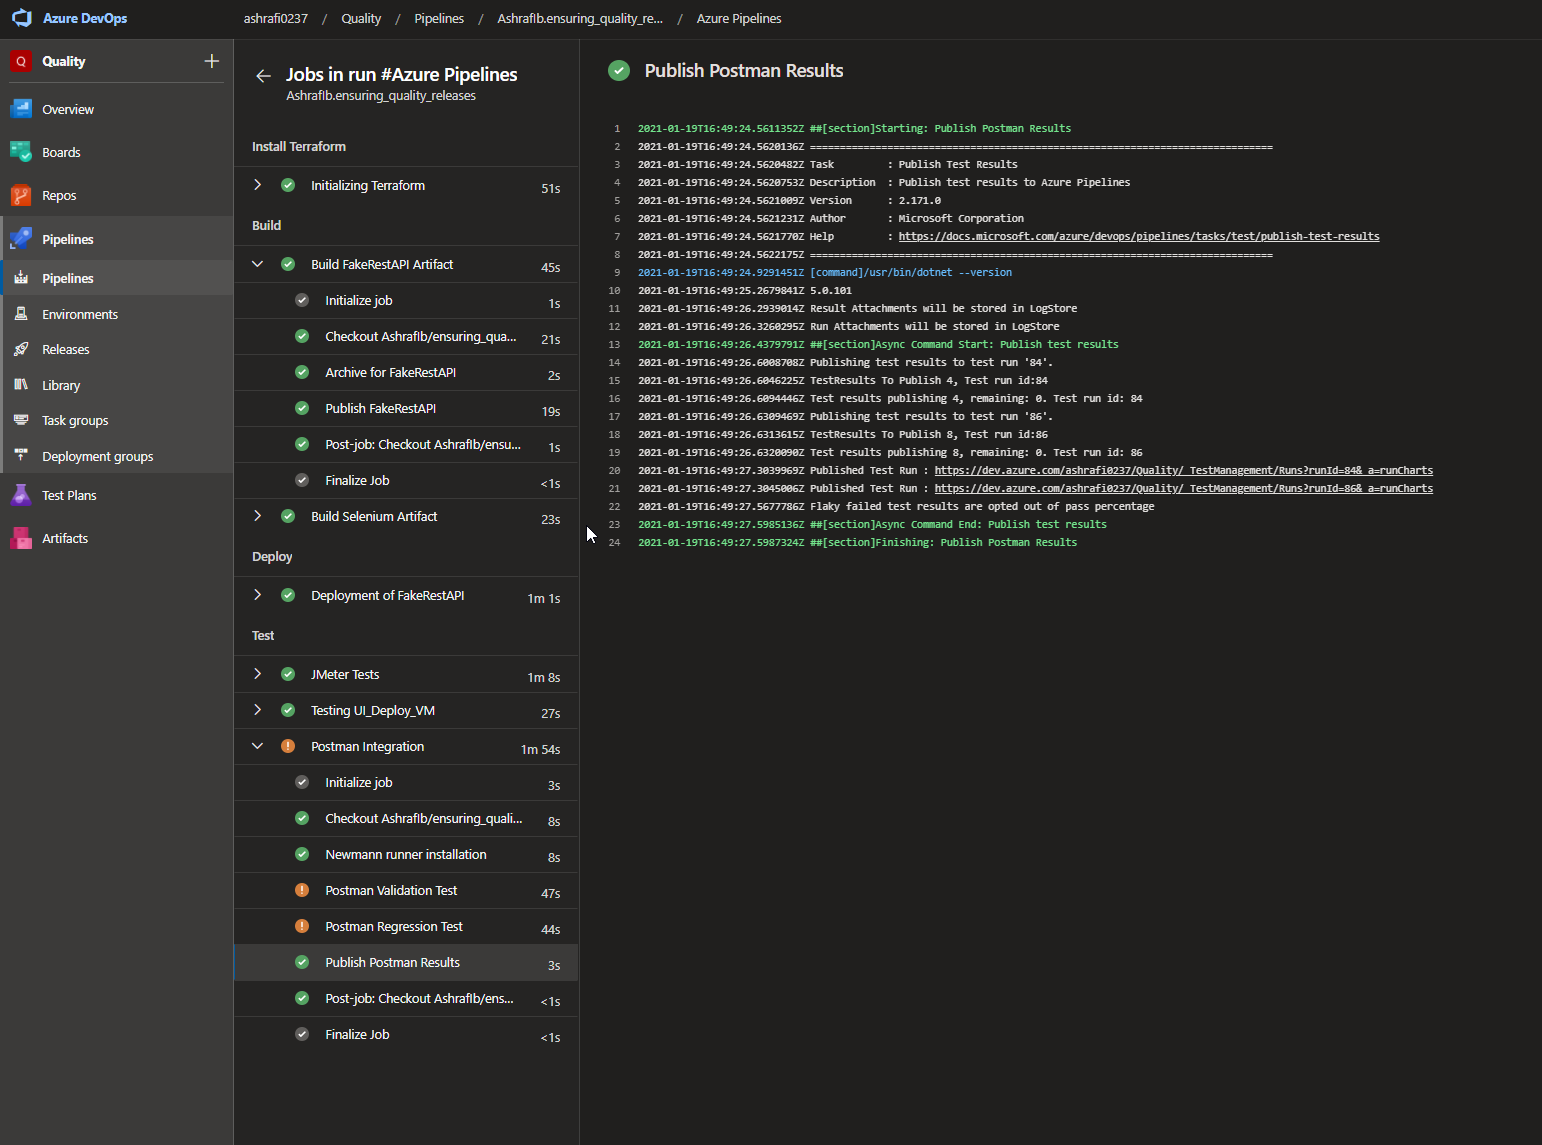 Azure DevOps
ashrafi0237 / Quality / Pipelines / AshrafIb.ensuring_quality_re... / Azure Pipelines
Q Quality +
Overview
Boards
Repos
Pipelines
Pipelines
Environments
Releases
Library
Task groups
Deployment groups
Test Plans
Artifacts
Jobs in run #Azure Pipelines
AshrafIb.ensuring_quality_releases
Install Terraform
Initializing Terraform 51s
Build
Build FakeRestAPI Artifact 45s
Initialize job 1s
Checkout AshrafIb/ensuring_qua... 21s
Archive for FakeRestAPI 2s
Publish FakeRestAPI 19s
Post-job: Checkout AshrafIb/ensu... 1s
Finalize Job <1s
Build Selenium Artifact 23s
Deploy
Deployment of FakeRestAPI 1m 1s
Test
JMeter Tests 1m 8s
Testing UI_Deploy_VM 27s
Postman Integration 1m 54s
Initialize job 3s
Checkout AshrafIb/ensuring_quali... 8s
Newmann runner installation 8s
Postman Validation Test 47s
Postman Regression Test 44s
Publish Postman Results 3s
Post-job: Checkout AshrafIb/ens... <1s
Finalize Job <1s
Publish Postman Results
1 2021-01-19T16:49:24.5611352Z ##[section]Starting: Publish Postman Results
2 2021-01-19T16:49:24.5620136Z ==============================================================================
3 2021-01-19T16:49:24.5620482Z Task         : Publish Test Results
4 2021-01-19T16:49:24.5620753Z Description  : Publish test results to Azure Pipelines
5 2021-01-19T16:49:24.5621009Z Version      : 2.171.0
6 2021-01-19T16:49:24.5621231Z Author       : Microsoft Corporation
7 2021-01-19T16:49:24.5621770Z Help         : https://docs.microsoft.com/azure/devops/pipelines/tasks/test/publish-test-results
8 2021-01-19T16:49:24.5622175Z ==============================================================================
9 2021-01-19T16:49:24.9291451Z [command]/usr/bin/dotnet --version
10 2021-01-19T16:49:25.2679841Z 5.0.101
11 2021-01-19T16:49:26.2939014Z Result Attachments will be stored in LogStore
12 2021-01-19T16:49:26.3260295Z Run Attachments will be stored in LogStore
13 2021-01-19T16:49:26.4379791Z ##[section]Async Command Start: Publish test results
14 2021-01-19T16:49:26.6008708Z Publishing test results to test run '84'.
15 2021-01-19T16:49:26.6046225Z TestResults To Publish 4, Test run id:84
16 2021-01-19T16:49:26.6094446Z Test results publishing 4, remaining: 0. Test run id: 84
17 2021-01-19T16:49:26.6309469Z Publishing test results to test run '86'.
18 2021-01-19T16:49:26.6313615Z TestResults To Publish 8, Test run id:86
19 2021-01-19T16:49:26.6320090Z Test results publishing 8, remaining: 0. Test run id: 86
20 2021-01-19T16:49:27.3039969Z Published Test Run : https://dev.azure.com/ashrafi0237/Quality/_TestManagement/Runs?runId=84&_a=runCharts
21 2021-01-19T16:49:27.3045006Z Published Test Run : https://dev.azure.com/ashrafi0237/Quality/_TestManagement/Runs?runId=86&_a=runCharts
22 2021-01-19T16:49:27.5677786Z Flaky failed test results are opted out of pass percentage
23 2021-01-19T16:49:27.5985136Z ##[section]Async Command End: Publish test results
24 2021-01-19T16:49:27.5987324Z ##[section]Finishing: Publish Postman Results